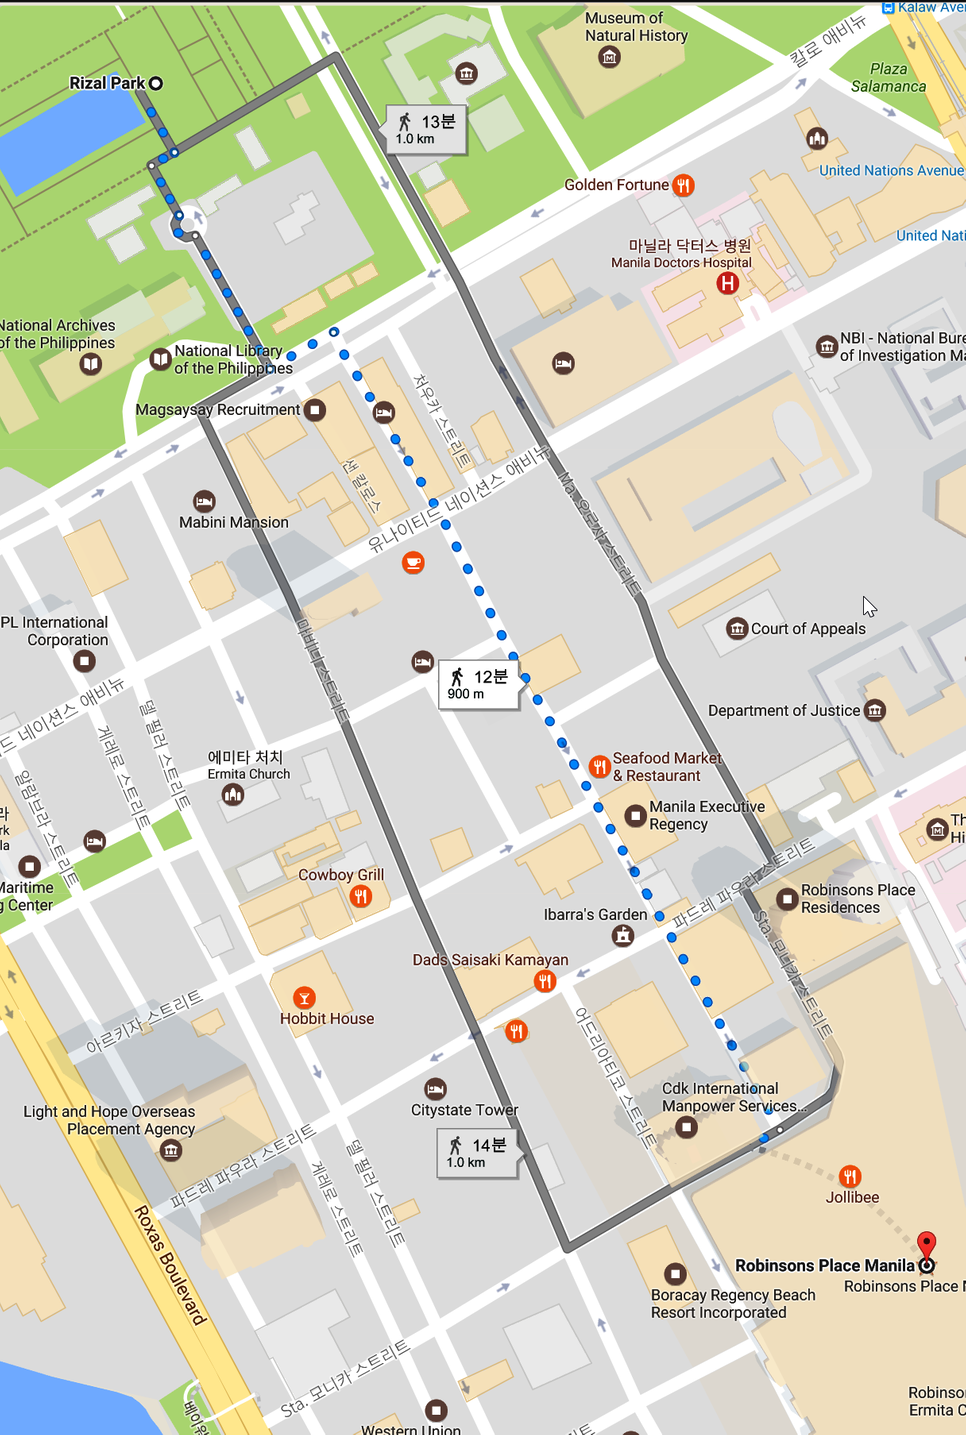 Kalaw Aven
Museum of
Natural History
칼로 애비뉴
Plaza
Salamanca
Rizal Park
13분
1.0 km
United Nations Avenue
Golden Fortune
United Nati
마닐라 닥터스 병원
Manila Doctors Hospital
National Archives
of the Philippines
National Library
of the Philippines
NBI - National Bure
of Investigation Ma
Magsaysay Recruitment
처우카 스트리트
샌 칼로스
유나이티드 네이션스 애비뉴
Ma. 오로사 스트리트
Mabini Mansion
PL International
Corporation
마비니 스트리트
Court of Appeals
12분
900 m
드 네이션스 애비뉴
델 필러 스트리트
게레로 스트리트
알함브라 스트리트
Department of Justice
에미타 처치
Ermita Church
Seafood Market
& Restaurant
Manila Executive
Regency
라
rk
la
Maritime
g Center
Th
Hi
Cowboy Grill
파드레 파우라 스트리트
Robinsons Place
Residences
Ibarra's Garden
Sta. 모니카 스트리트
Dads Saisaki Kamayan
Hobbit House
아르키자 스트리트
어드리아티코 스트리트
Light and Hope Overseas
Placement Agency
Citystate Tower
Cdk International
Manpower Services...
14분
1.0 km
파드레 파우라 스트리트
게레로 스트리트
델 필러 스트리트
Jollibee
Roxas Boulevard
Robinsons Place Manila
Robinsons Place M
Boracay Regency Beach
Resort Incorporated
Sta. 모니카 스트리트
베이워
Western Union
트
Robinso
Ermita C